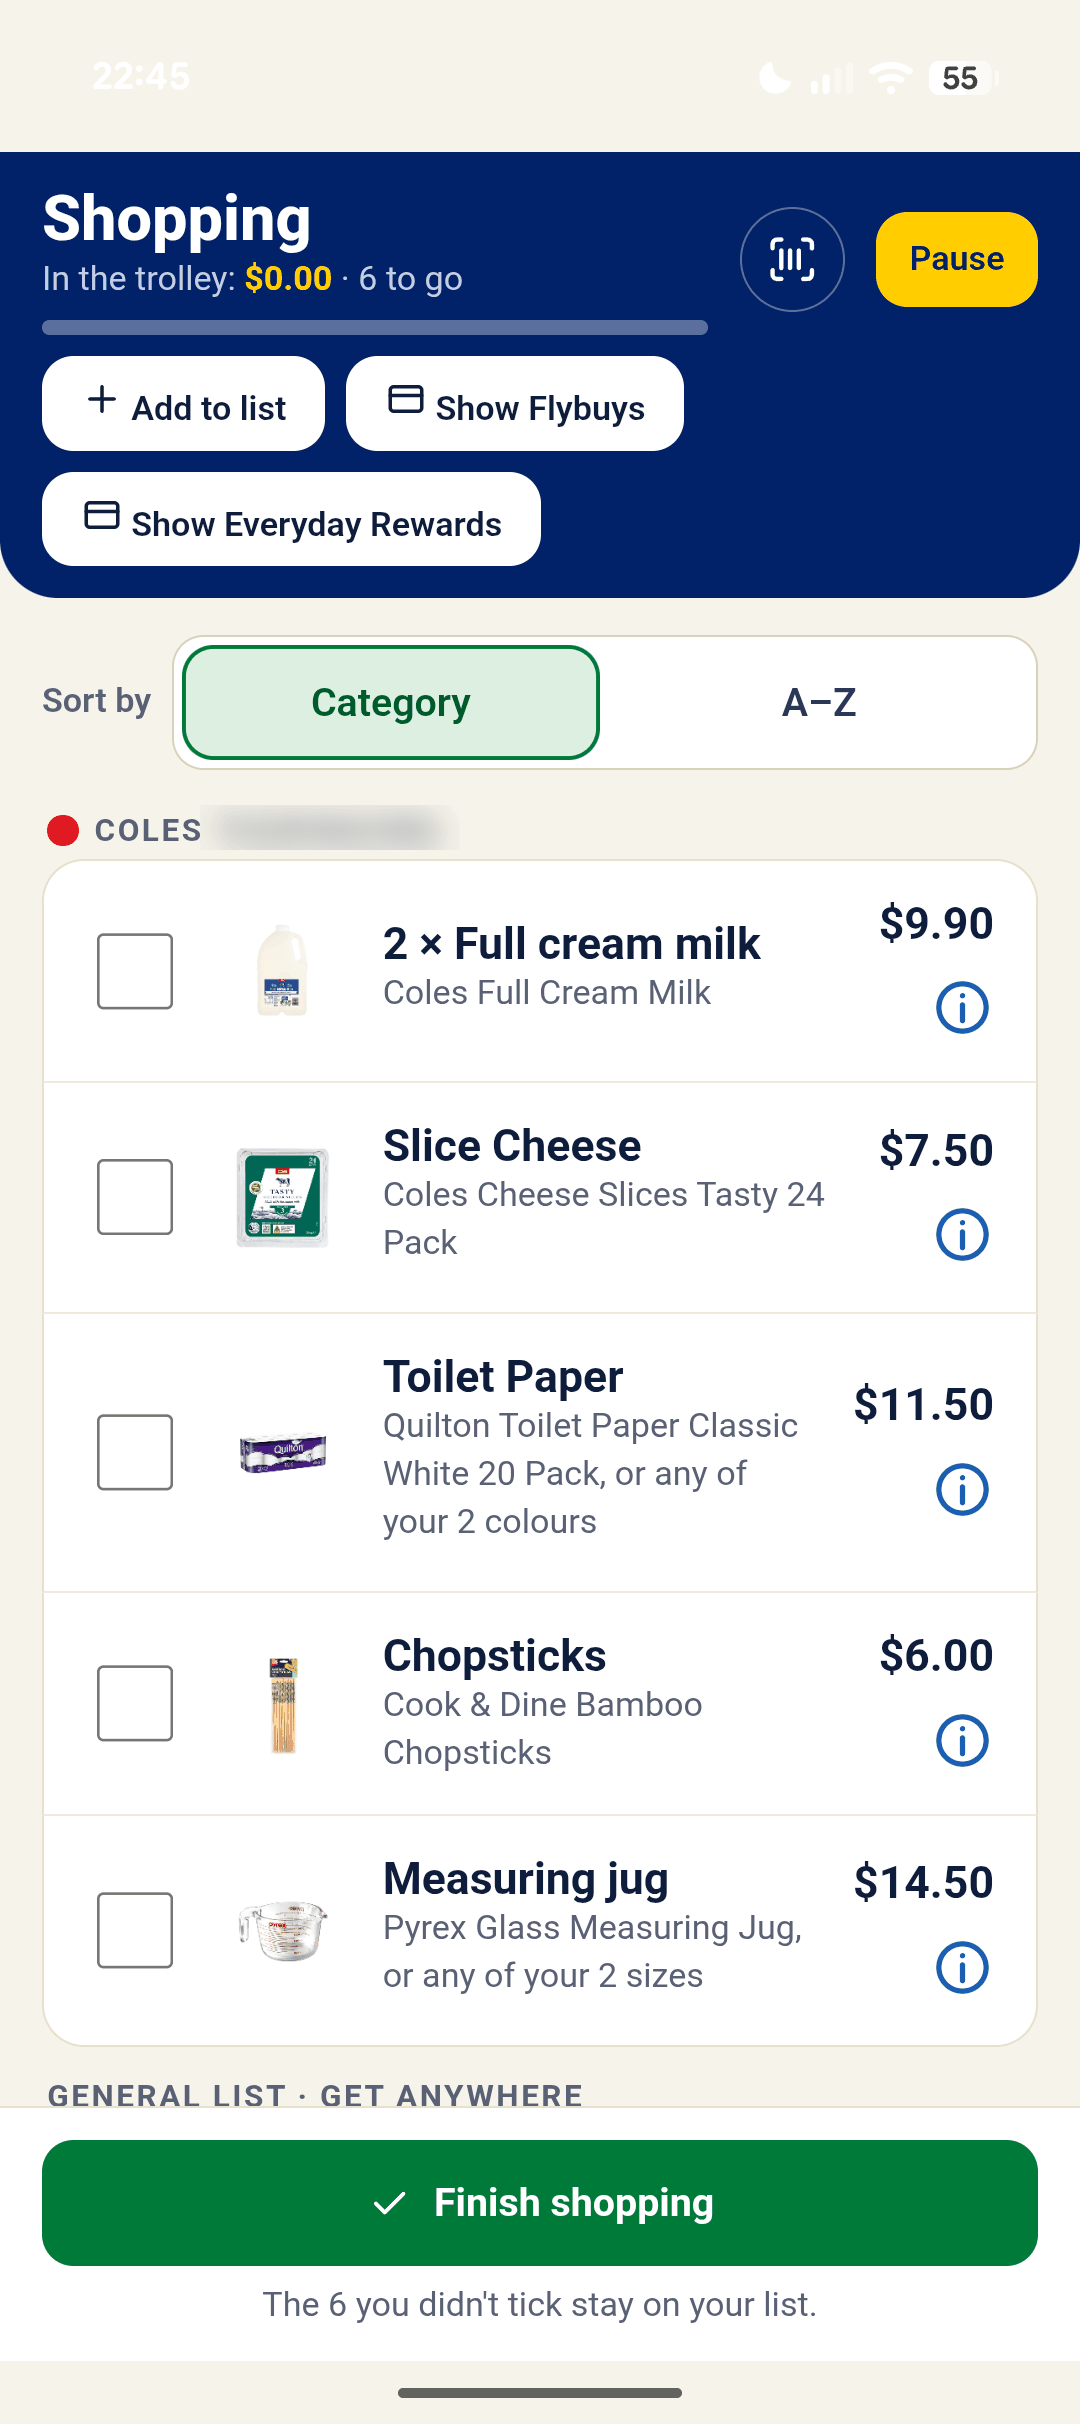 22:45
55
Shopping
In the trolley: $0.00 · 6 to go
Pause
Add to list
Show Flybuys
Show Everyday Rewards
Sort by
Category
A–Z
COLES
2 × Full cream milk
$9.90
Coles Full Cream Milk
Slice Cheese
$7.50
Coles Cheese Slices Tasty 24
Pack
TASTY
Toilet Paper
$11.50
Quilton Toilet Paper Classic
White 20 Pack, or any of
your 2 colours
Quilton
Chopsticks
$6.00
Cook & Dine Bamboo
Chopsticks
Measuring jug
$14.50
Pyrex Glass Measuring Jug,
or any of your 2 sizes
GENERAL LIST · GET ANYWHERE
Finish shopping
The 6 you didn't tick stay on your list.